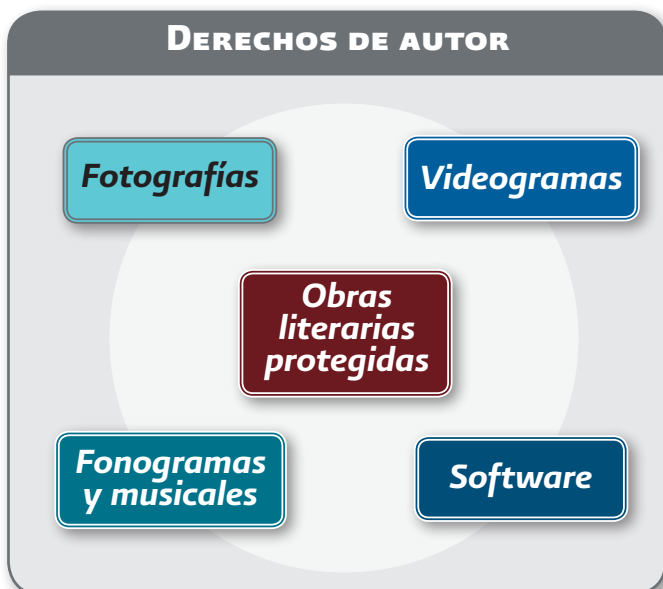 DERECHOS DE AUTOR
Fotografías
Videogramas
Obras
literarias
protegidas
Fonogramas
y musicales
Software